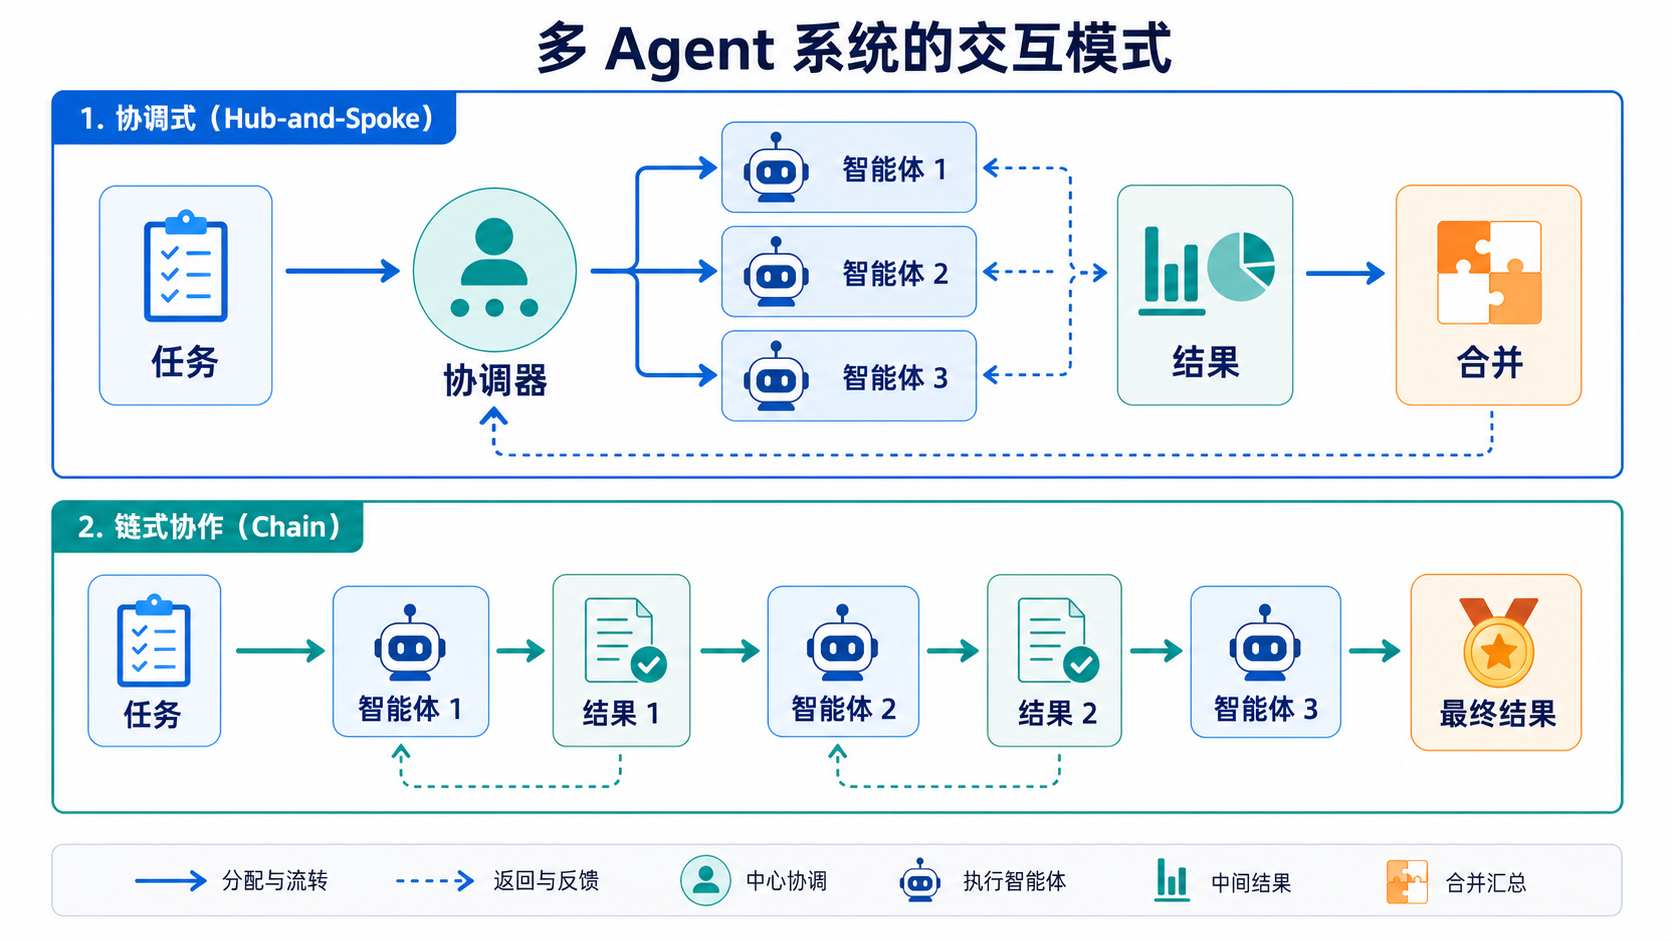 多 Agent 系统的交互模式
1. 协调式（Hub-and-Spoke）
任务
协调器
智能体 1
智能体 2
智能体 3
结果
合并
2. 链式协作（Chain）
任务
智能体 1
结果 1
智能体 2
结果 2
智能体 3
最终结果
分配与流转
返回与反馈
中心协调
执行智能体
中间结果
合并汇总